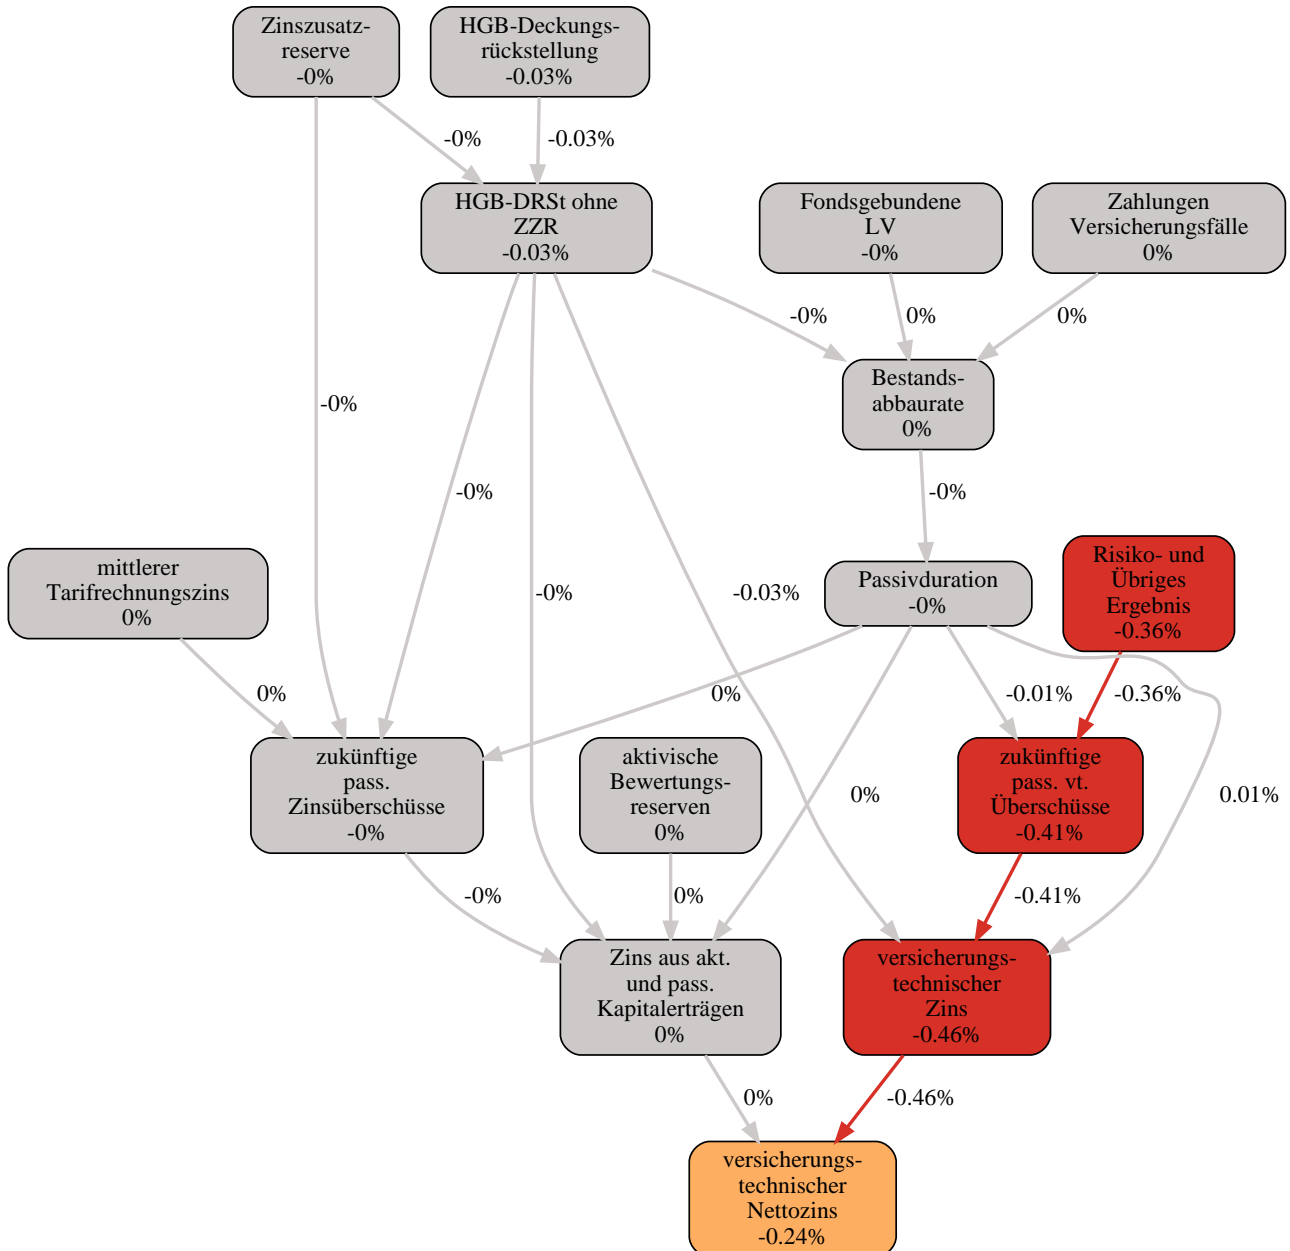 Zinszusatz-
reserve
-0%
HGB-Deckungs-
rückstellung
-0.03%
-0%
-0.03%
HGB-DRSt ohne
ZZR
-0.03%
Fondsgebundene
LV
-0%
Zahlungen
Versicherungsfälle
0%
-0%
0%
0%
Bestands-
abbaurate
0%
-0%
-0%
-0%
mittlerer
Tarifrechnungszins
0%
-0%
-0.03%
Passivduration
-0%
Risiko- und
Übriges
Ergebnis
-0.36%
0%
0%
-0.01%
-0.36%
zukünftige
pass.
Zinsüberschüsse
-0%
aktivische
Bewertungs-
reserven
0%
0%
zukünftige
pass. vt.
Überschüsse
-0.41%
0.01%
-0%
0%
-0.41%
Zins aus akt.
und pass.
Kapitalerträgen
0%
versicherungs-
technischer
Zins
-0.46%
0%
-0.46%
versicherungs-
technischer
Nettozins
-0.24%